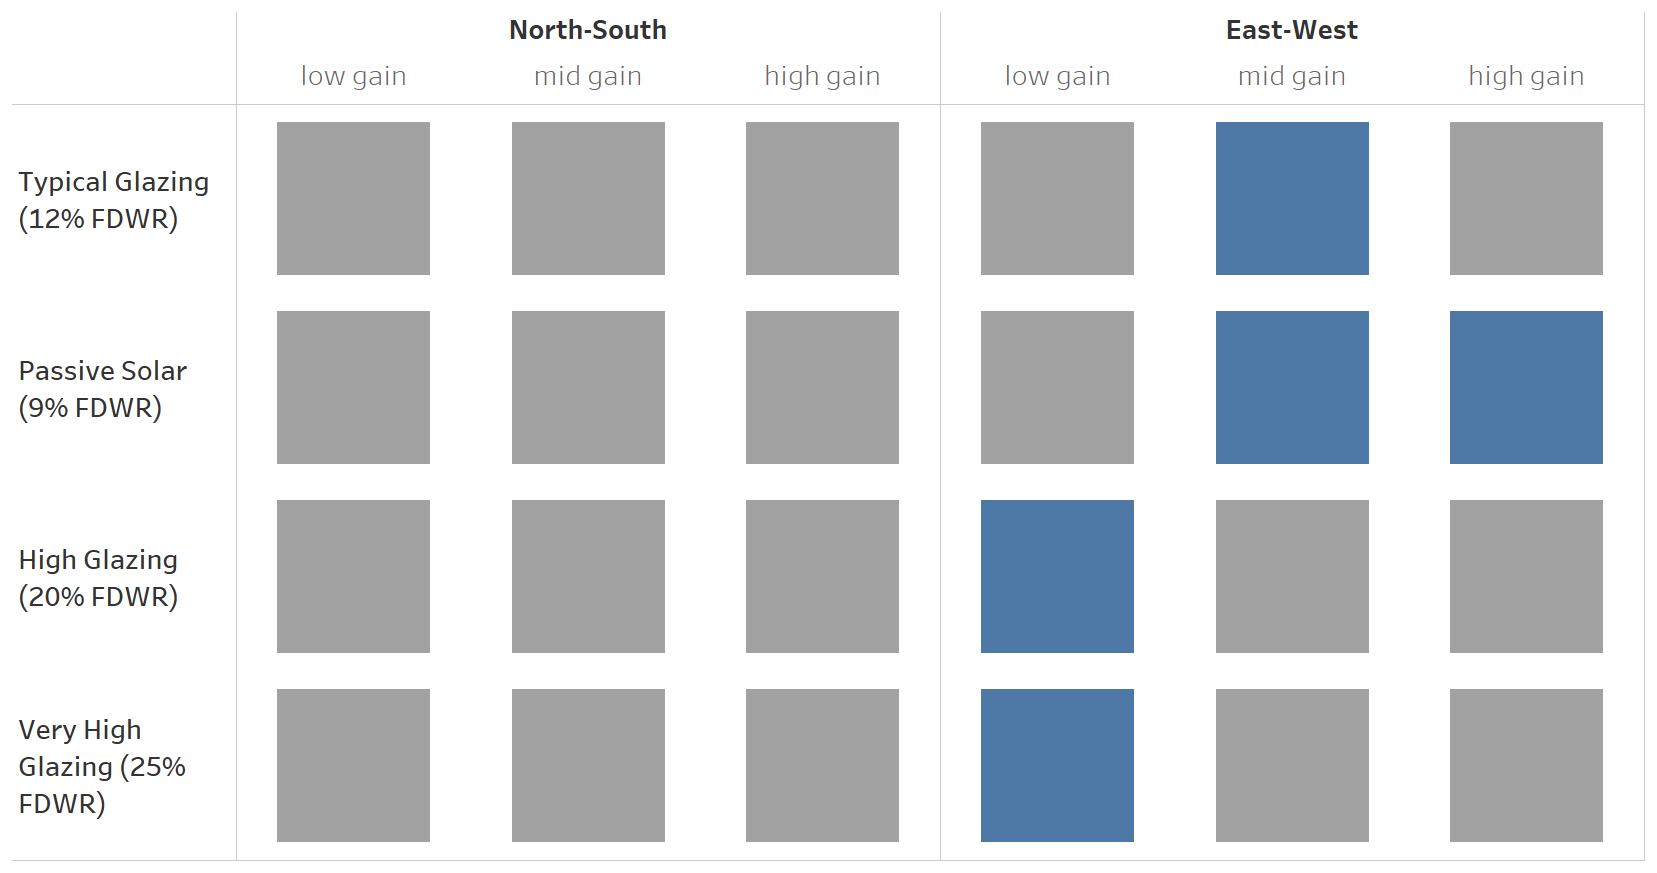 North-South
East-West
low gain
mid gain
high gain
low gain
mid gain
high gain
Typical Glazing
(12% FDWR)
Passive Solar
(9% FDWR)
High Glazing
(20% FDWR)
Very High
Glazing (25%
FDWR)